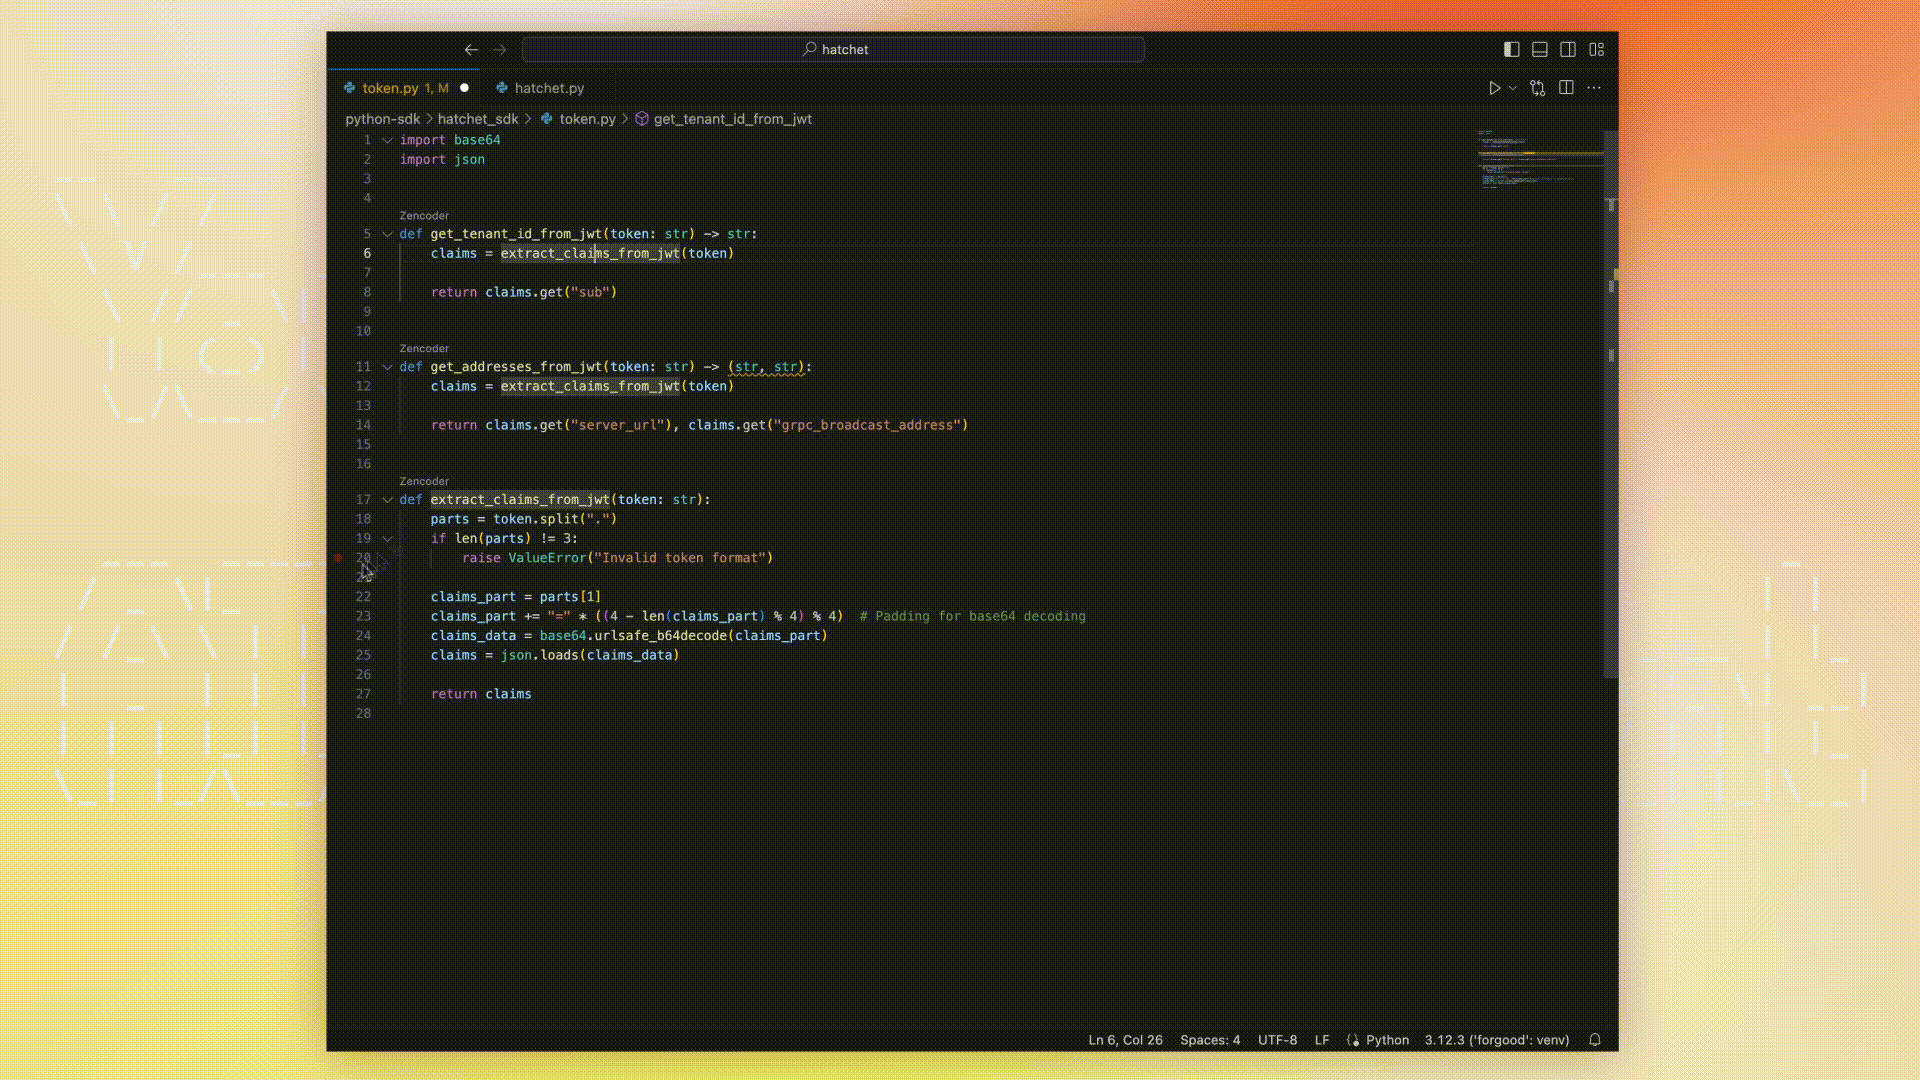 hatchet
token.py 1, M
hatchet.py
python-sdk > hatchet_sdk > token.py > get_tenant_id_from_jwt
1 import base64
2 import json
3
4
Zencoder
5 def get_tenant_id_from_jwt(token: str) -> str:
6 claims = extract_claims_from_jwt(token)
7
8 return claims.get("sub")
9
10
Zencoder
11 def get_addresses_from_jwt(token: str) -> (str, str):
12 claims = extract_claims_from_jwt(token)
13
14 return claims.get("server_url"), claims.get("grpc_broadcast_address")
15
16
Zencoder
17 def extract_claims_from_jwt(token: str):
18 parts = token.split(".")
19 if len(parts) != 3:
20 raise ValueError("Invalid token format")
22 claims_part = parts[1]
23 claims_part += "=" * ((4 - len(claims_part) % 4) % 4) # Padding for base64 decoding
24 claims_data = base64.urlsafe_b64decode(claims_part)
25 claims = json.loads(claims_data)
26
27 return claims
28
Ln 6, Col 26 Spaces: 4 UTF-8 LF Python 3.12.3 ('forgood': venv)